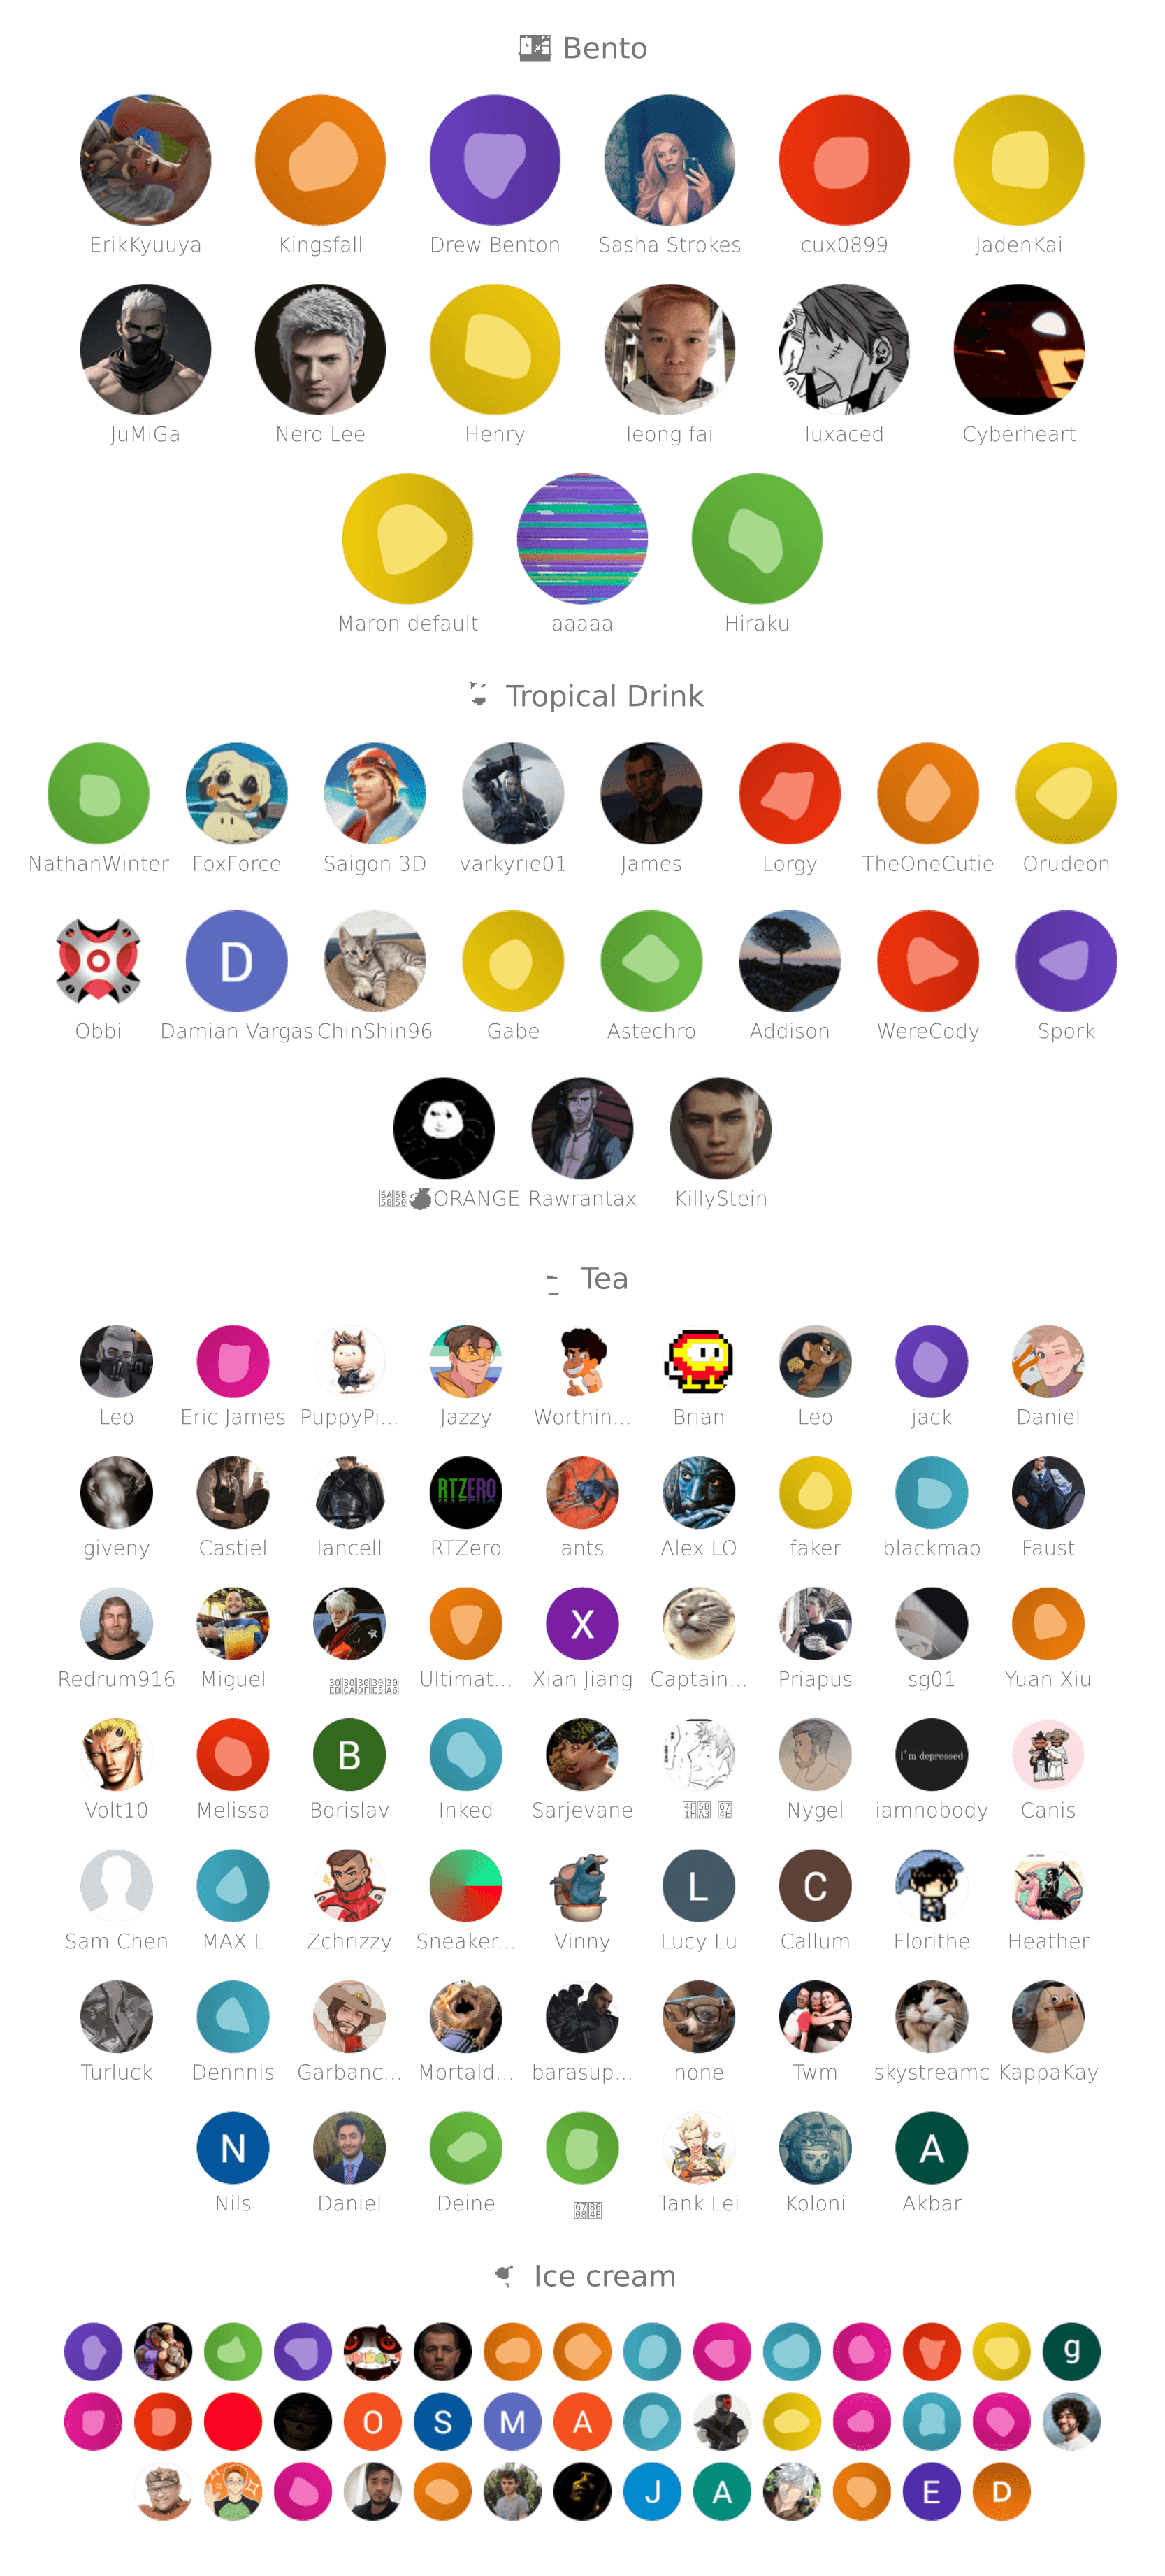 Bento
ErikKyuuya Kingsfall Drew Benton Sasha Strokes cux0899 JadenKai
JuMiGa Nero Lee Henry leong fai luxaced Cyberheart
Maron default aaaaa Hiraku
Tropical Drink
NathanWinter FoxForce Saigon 3D varkyrie01 James Lorgy TheOneCutie Orudeon
D
Damian Vargas
Obbi ChinShin96 Gabe Astechro Addison WereCody Spork
ORANGE Rawrantax KillyStein
Tea
Leo Eric James PuppyPi... Jazzy Worthin... Brian Leo jack Daniel
RTZERO
giveny Castiel lancell RTZero ants Alex LO faker blackmao Faust
X
Redrum916 Miguel Ultimat... Xian Jiang Captain... Priapus sg01 Yuan Xiu
B i'm depressed
Volt10 Melissa Borislav Inked Sarjevane Nygel iamnobody Canis
L C
Sam Chen MAX L Zchrizzy Sneaker... Vinny Lucy Lu Callum Florithe Heather
Turluck Dennnis Garbanc... Mortald... barasup... none Twm skystreamc KappaKay
N A
Nils Daniel Deine Tank Lei Koloni Akbar
Ice cream
g
O S M A
J A E D